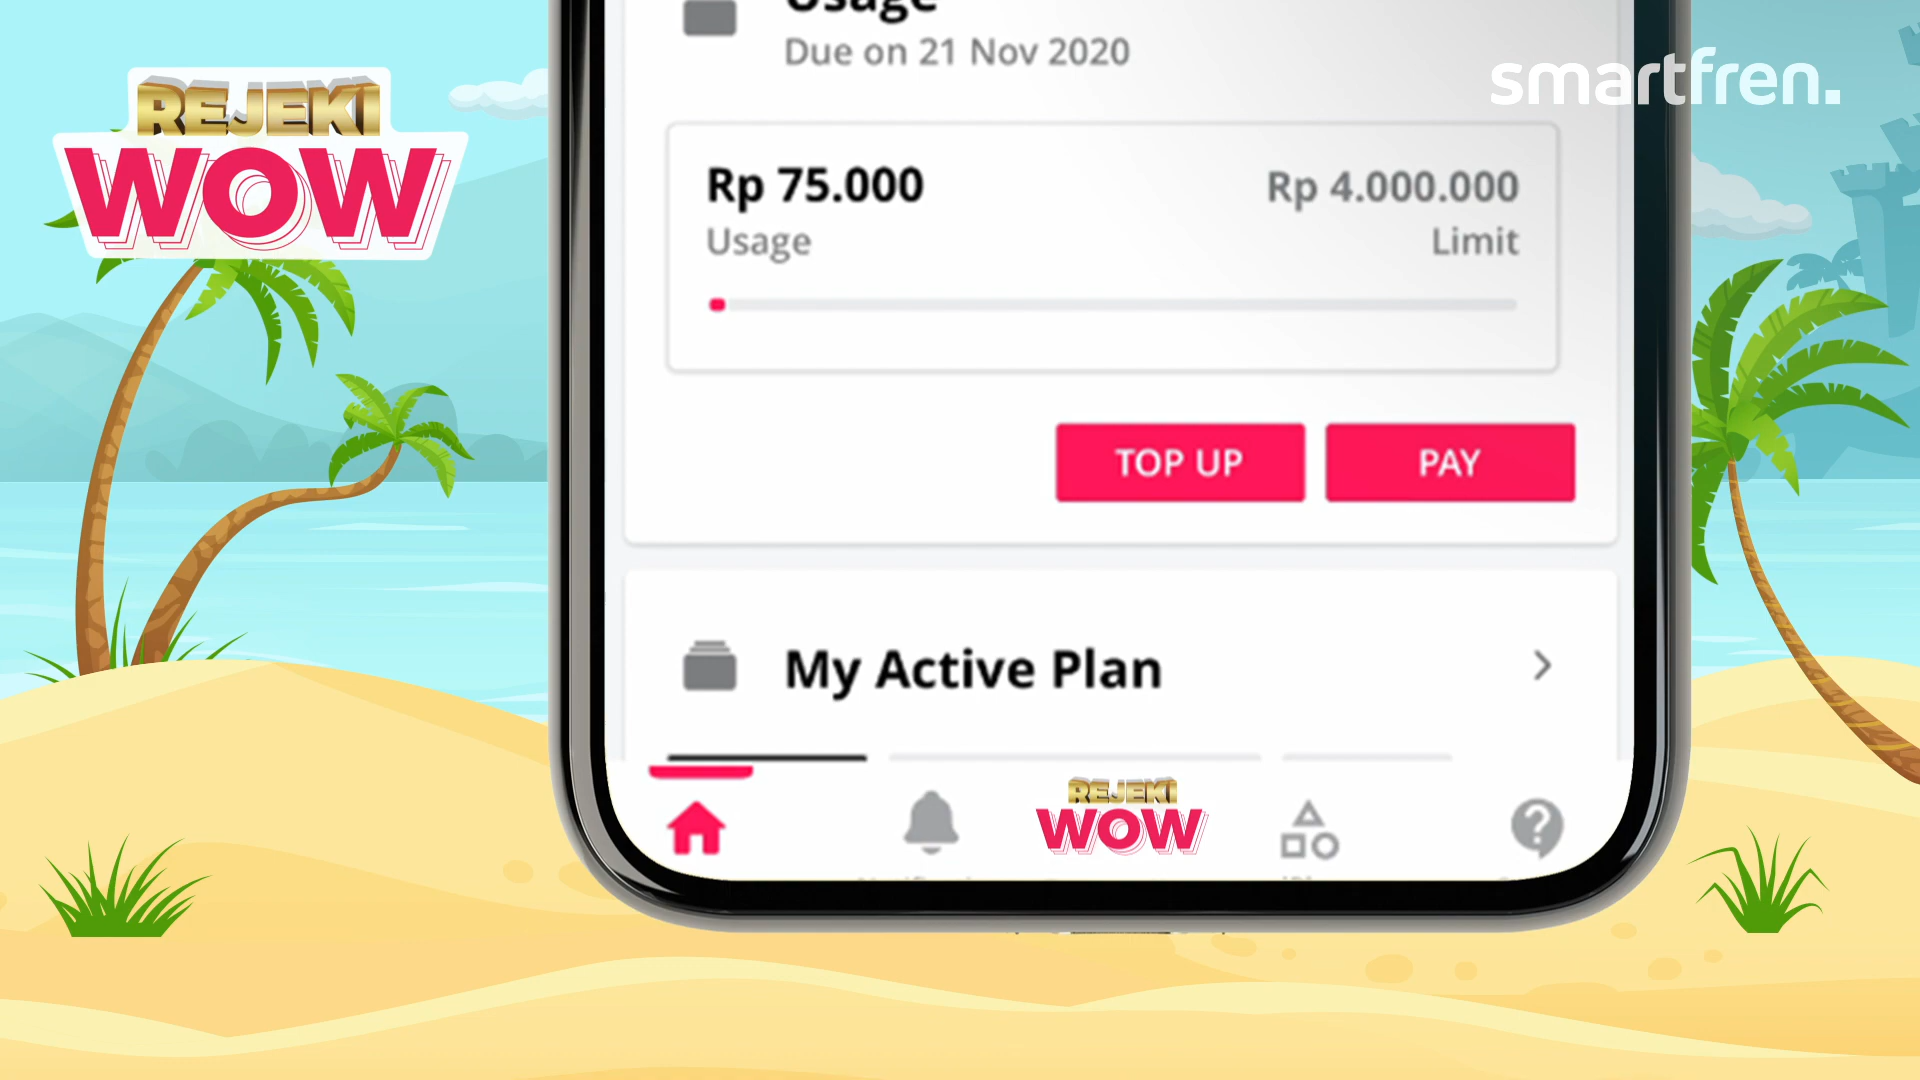 REJEKI
WOW
smartfren.
Usage
Due on 21 Nov 2020
Rp 75.000
Rp 4.000.000
Usage
Limit
TOP UP
PAY
My Active Plan
REJEKI
WOW